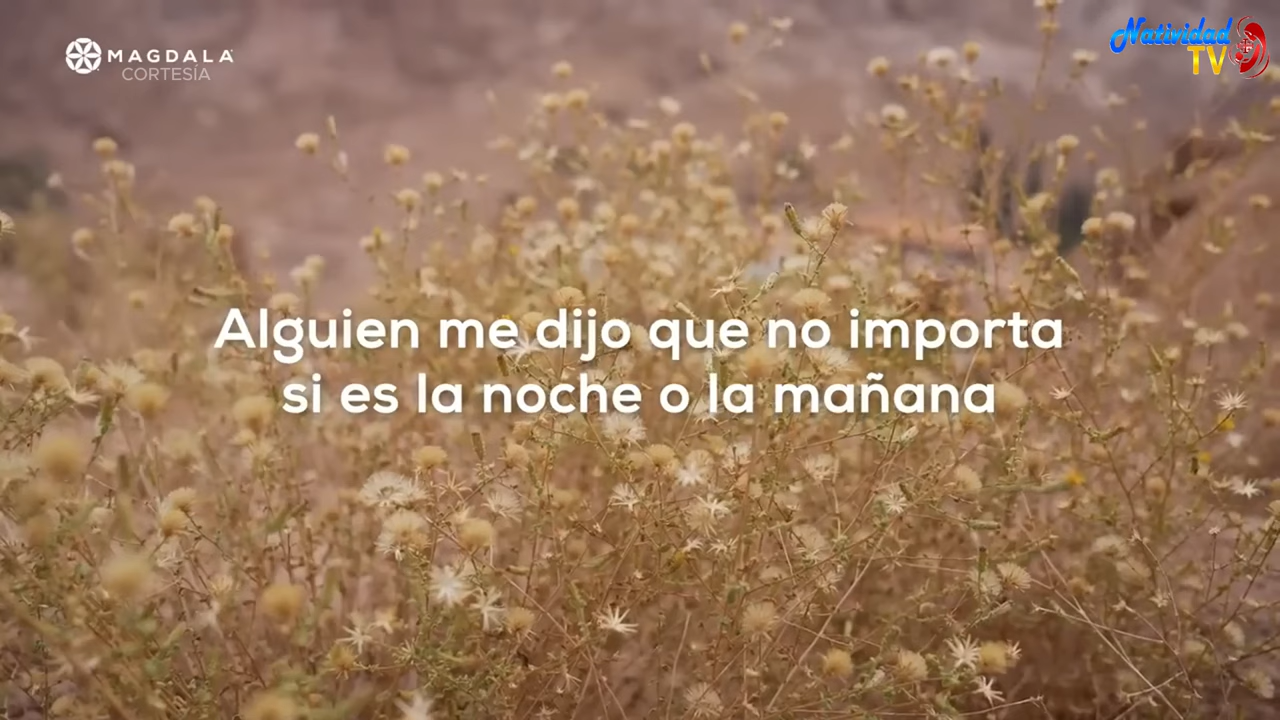 MAGDALA
CORTESÍA
Natividad
TV
Alguien me dijo que no importa
si es la noche o la mañana